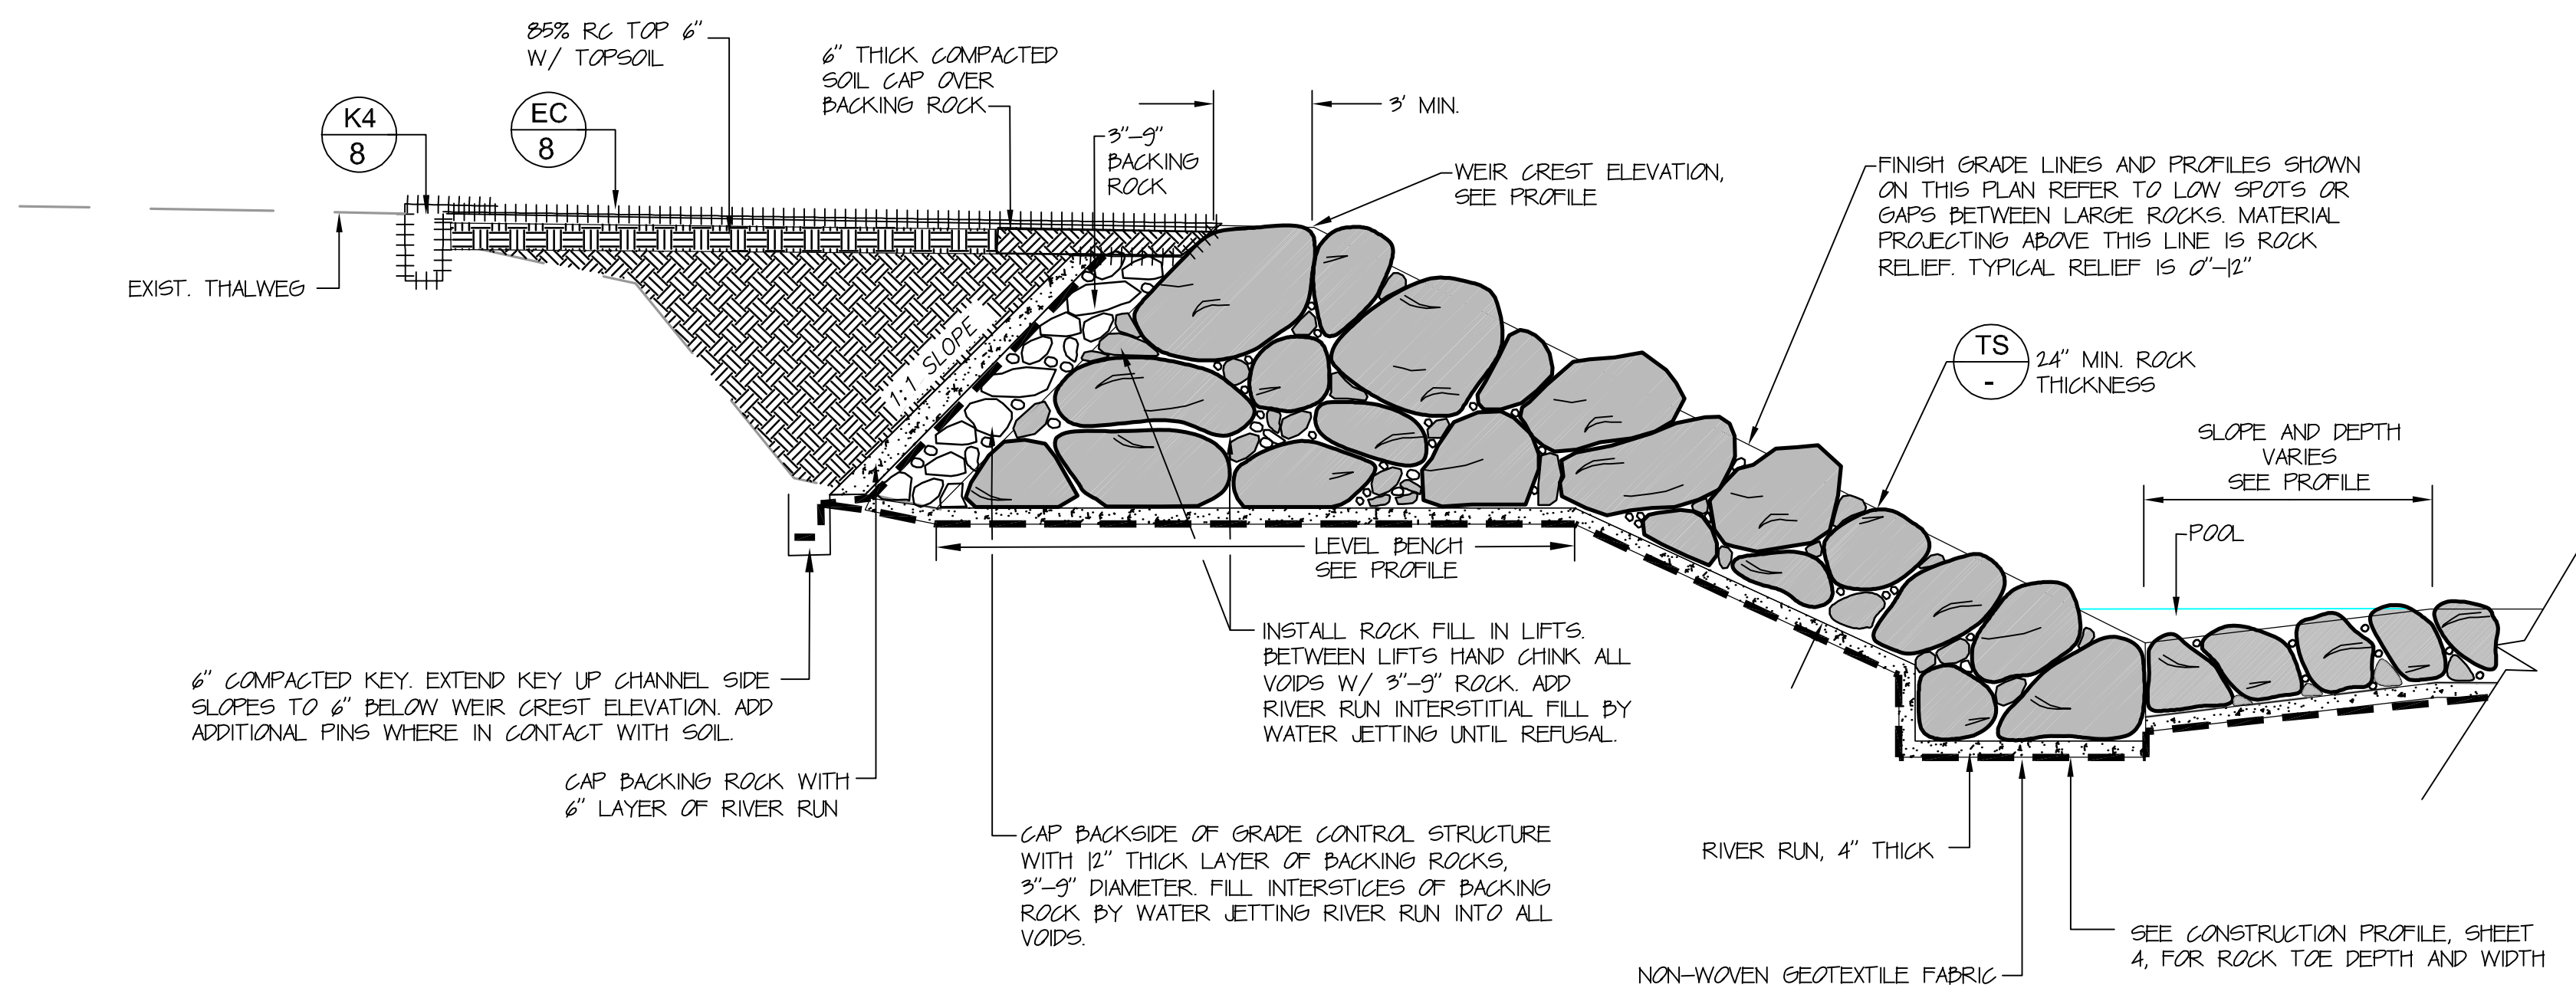 85% RC TOP 6"
W/ TOPSOIL
6" THICK COMPACTED
SOIL CAP OVER
BACKING ROCK
3' MIN.
K4
8
EC
8
3"-9"
BACKING
ROCK
WEIR CREST ELEVATION,
SEE PROFILE
FINISH GRADE LINES AND PROFILES SHOWN
ON THIS PLAN REFER TO LOW SPOTS OR
GAPS BETWEEN LARGE ROCKS. MATERIAL
PROJECTING ABOVE THIS LINE IS ROCK
RELIEF. TYPICAL RELIEF IS 0"-12"
EXIST. THALWEG
1:1 SLOPE
TS
-
24" MIN. ROCK
THICKNESS
SLOPE AND DEPTH
VARIES
SEE PROFILE
POOL
LEVEL BENCH
SEE PROFILE
INSTALL ROCK FILL IN LIFTS.
BETWEEN LIFTS HAND CHINK ALL
VOIDS W/ 3"-9" ROCK. ADD
RIVER RUN INTERSTITIAL FILL BY
WATER JETTING UNTIL REFUSAL.
6" COMPACTED KEY. EXTEND KEY UP CHANNEL SIDE
SLOPES TO 6" BELOW WEIR CREST ELEVATION. ADD
ADDITIONAL PINS WHERE IN CONTACT WITH SOIL.
CAP BACKING ROCK WITH
6" LAYER OF RIVER RUN
CAP BACKSIDE OF GRADE CONTROL STRUCTURE
WITH 12" THICK LAYER OF BACKING ROCKS,
3"-9" DIAMETER. FILL INTERSTICES OF BACKING
ROCK BY WATER JETTING RIVER RUN INTO ALL
VOIDS.
RIVER RUN, 4" THICK
NON-WOVEN GEOTEXTILE FABRIC
SEE CONSTRUCTION PROFILE, SHEET
4, FOR ROCK TOE DEPTH AND WIDTH